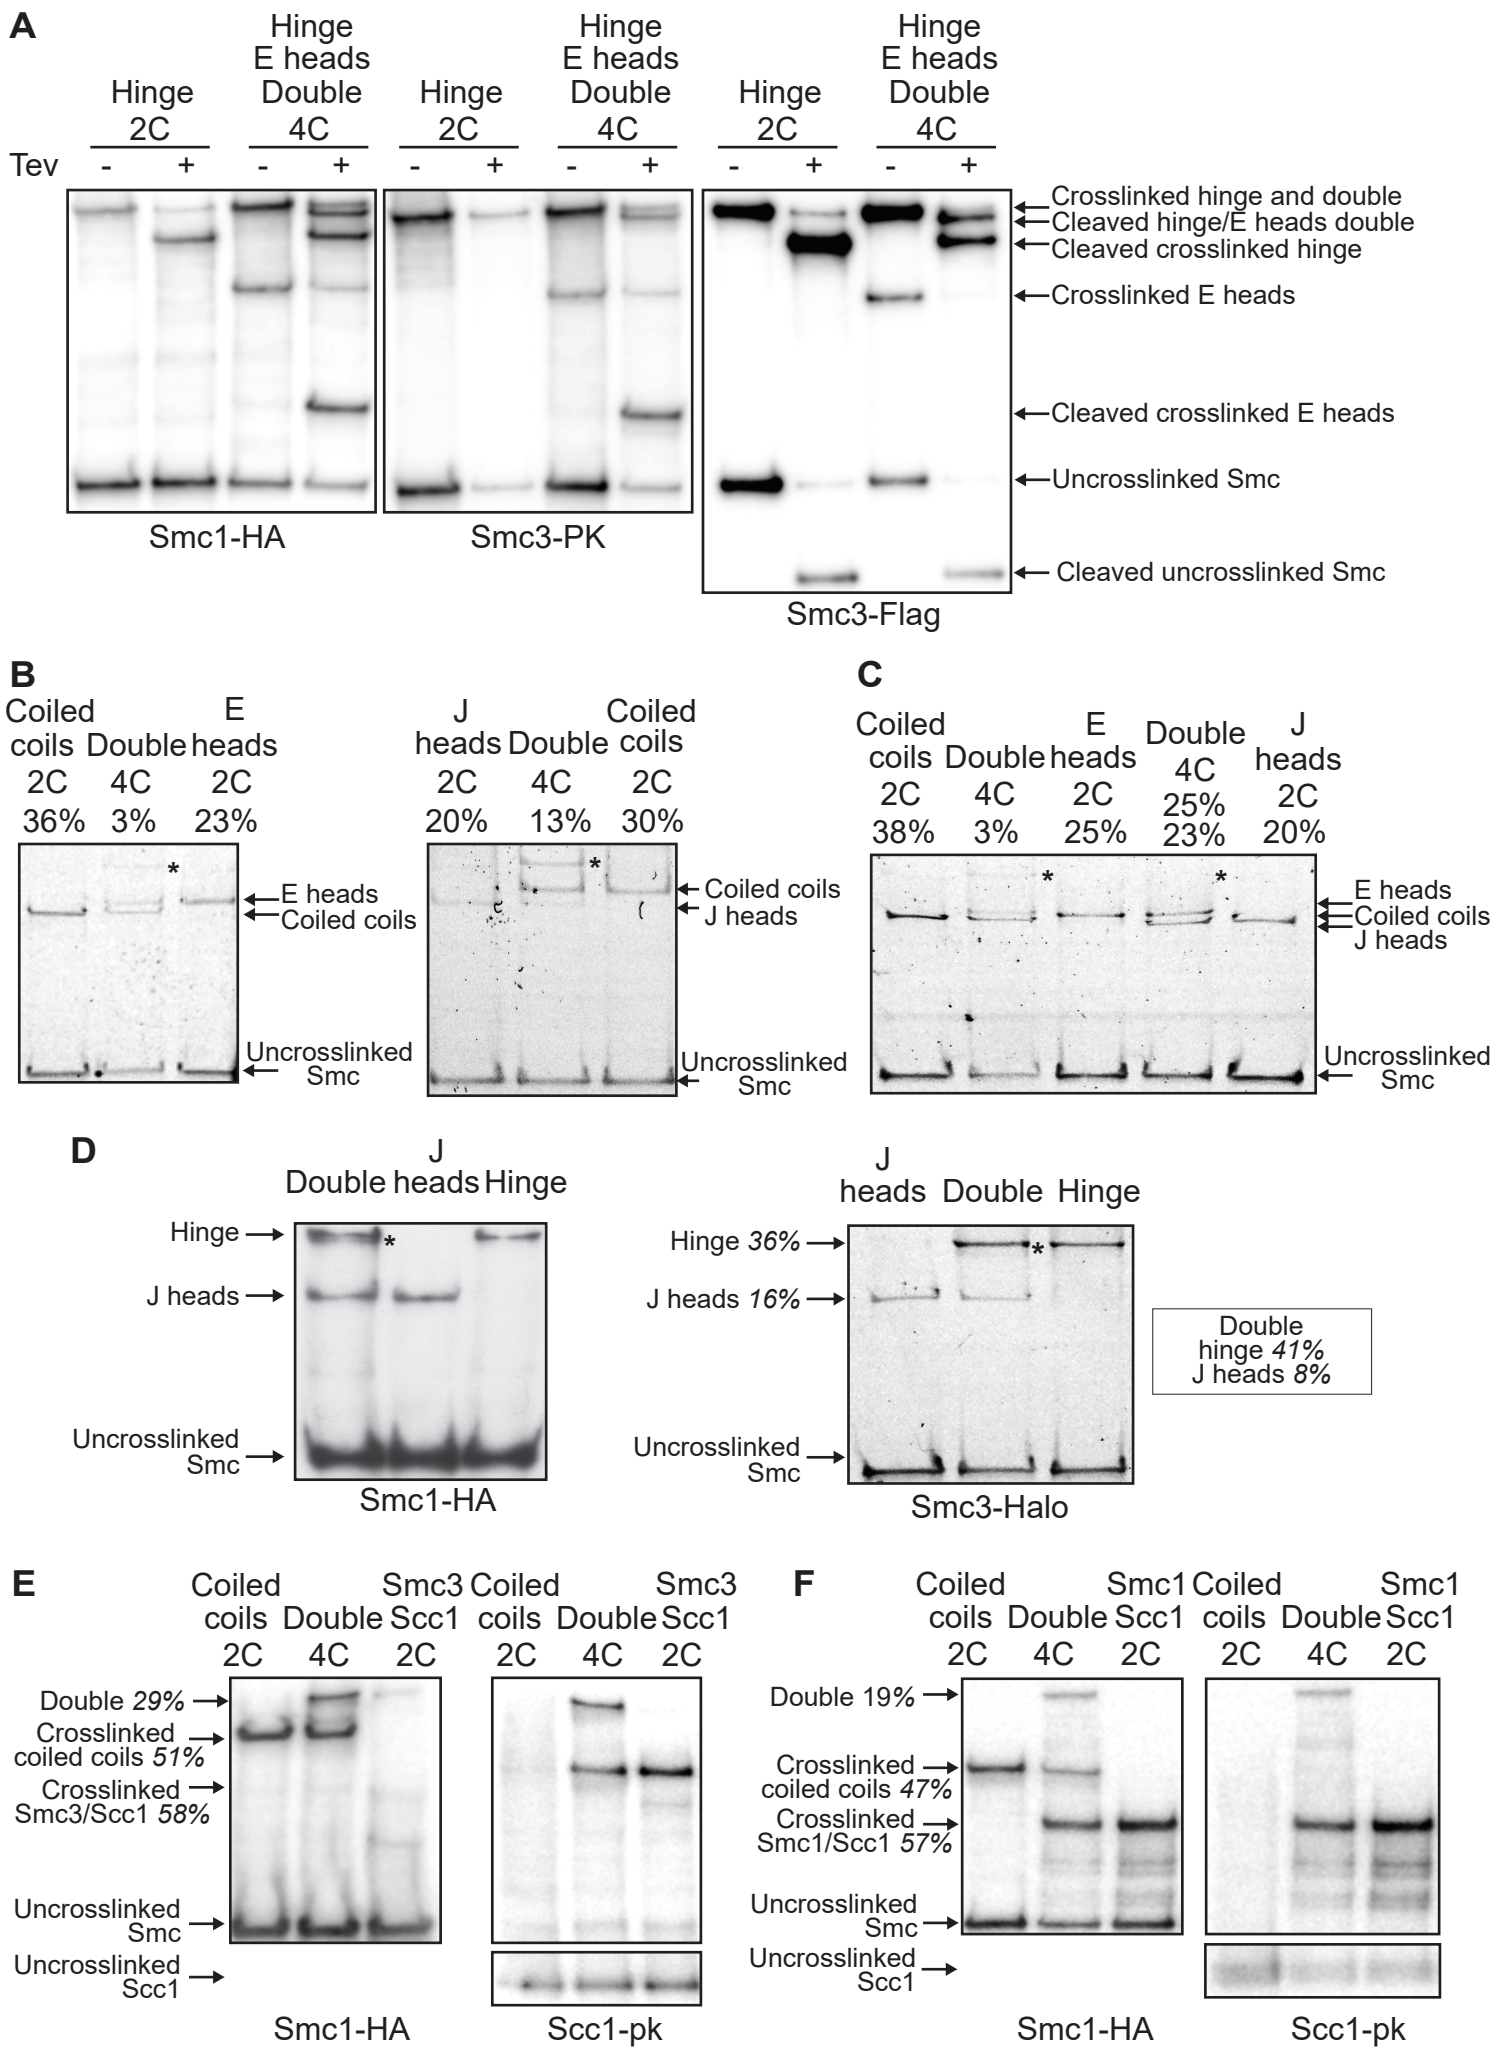 A
Hinge
2C
Hinge
E heads
Double
4C
Hinge
2C
Hinge
E heads
Double
4C
Hinge
2C
Hinge
E heads
Double
4C
Tev - + - + - + - + - + - +
Crosslinked hinge and double
Cleaved hinge/E heads double
Cleaved crosslinked hinge
Crosslinked E heads
Cleaved crosslinked E heads
Uncrosslinked Smc
Cleaved uncrosslinked Smc
Smc1-HA
Smc3-PK
Smc3-Flag
B
Coiled
coils
2C
36%
Double
4C
3%
E
heads
2C
23%
*
E heads
Coiled coils
Uncrosslinked
Smc
J
heads
2C
20%
Double
4C
13%
Coiled
coils
2C
30%
*
Coiled coils
J heads
Uncrosslinked
Smc
C
Coiled
coils
2C
38%
Double
4C
3%
E
heads
2C
25%
Double
4C
25%
23%
J
heads
2C
20%
*
*
E heads
Coiled coils
J heads
Uncrosslinked
Smc
D
Double
J
heads
Hinge
Hinge
*
J heads
Uncrosslinked
Smc
Smc1-HA
J
heads
Double
Hinge
Hinge 36%
*
J heads 16%
Uncrosslinked
Smc
Smc3-Halo
Double
hinge 41%
J heads 8%
E
Coiled
coils
2C
Double
4C
Smc3
Scc1
2C
Coiled
coils
2C
Double
4C
Smc3
Scc1
2C
Double 29%
Crosslinked
coiled coils 51%
Crosslinked
Smc3/Scc1 58%
Uncrosslinked
Smc
Uncrosslinked
Scc1
Smc1-HA
Scc1-pk
F
Coiled
coils
2C
Double
4C
Smc1
Scc1
2C
Coiled
coils
2C
Double
4C
Smc1
Scc1
2C
Double 19%
Crosslinked
coiled coils 47%
Crosslinked
Smc1/Scc1 57%
Uncrosslinked
Smc
Uncrosslinked
Scc1
Smc1-HA
Scc1-pk